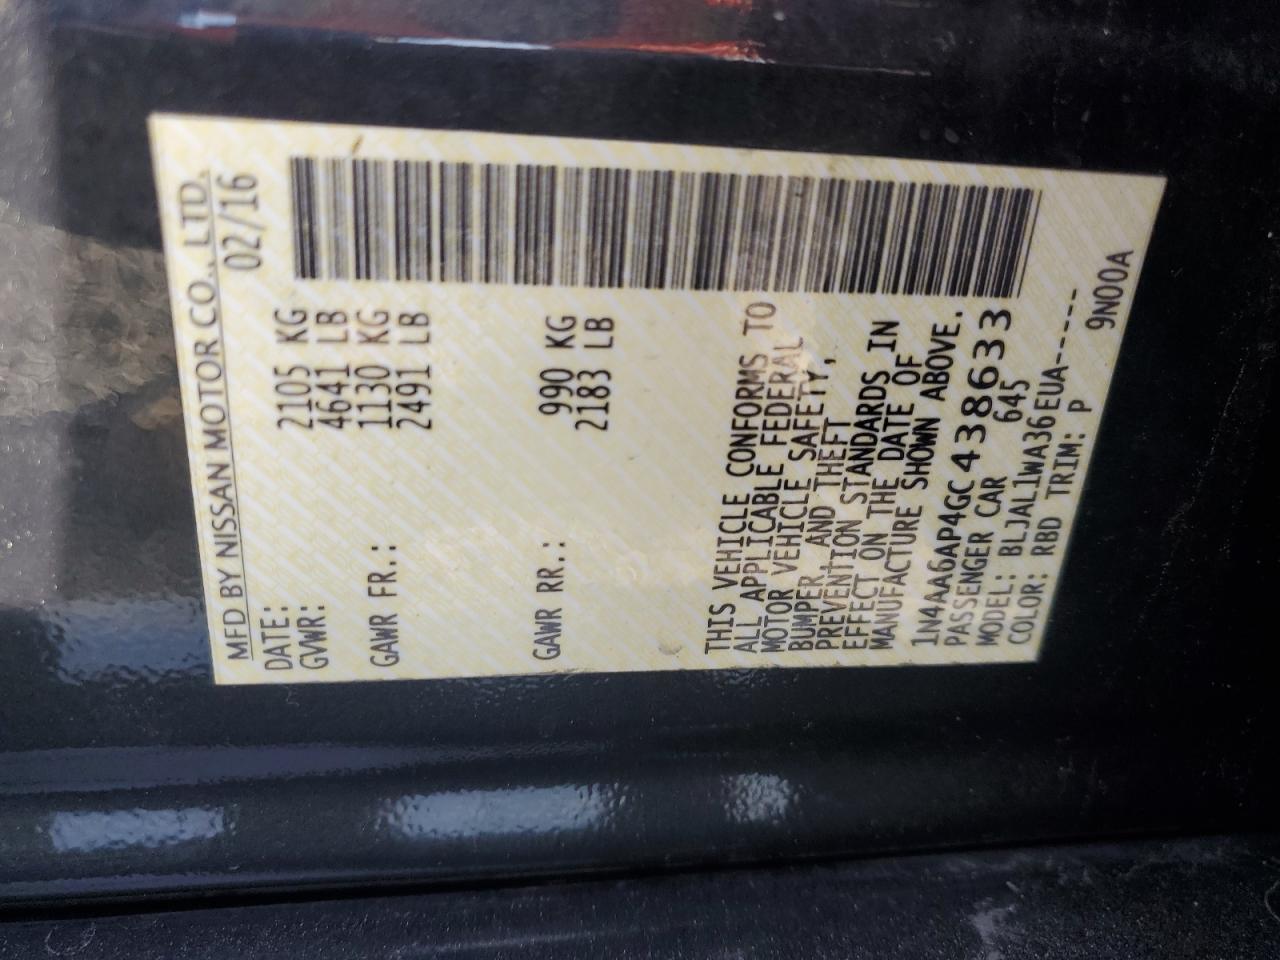 MFD BY NISSAN MOTOR CO., LTD.
DATE: 02/16
GVWR: 2105 KG
4641 LB
GAWR FR.: 1130 KG
2491 LB
GAWR RR.: 990 KG
2183 LB
THIS VEHICLE CONFORMS TO
ALL APPLICABLE FEDERAL
MOTOR VEHICLE SAFETY,
BUMPER AND THEFT
PREVENTION STANDARDS IN
EFFECT ON THE DATE OF
MANUFACTURE SHOWN ABOVE.
1N4AA6AP4GC438633
PASSENGER CAR 645
MODEL: BLJAL1WA36EUA-----
COLOR: RBD TRIM: P 9N00A